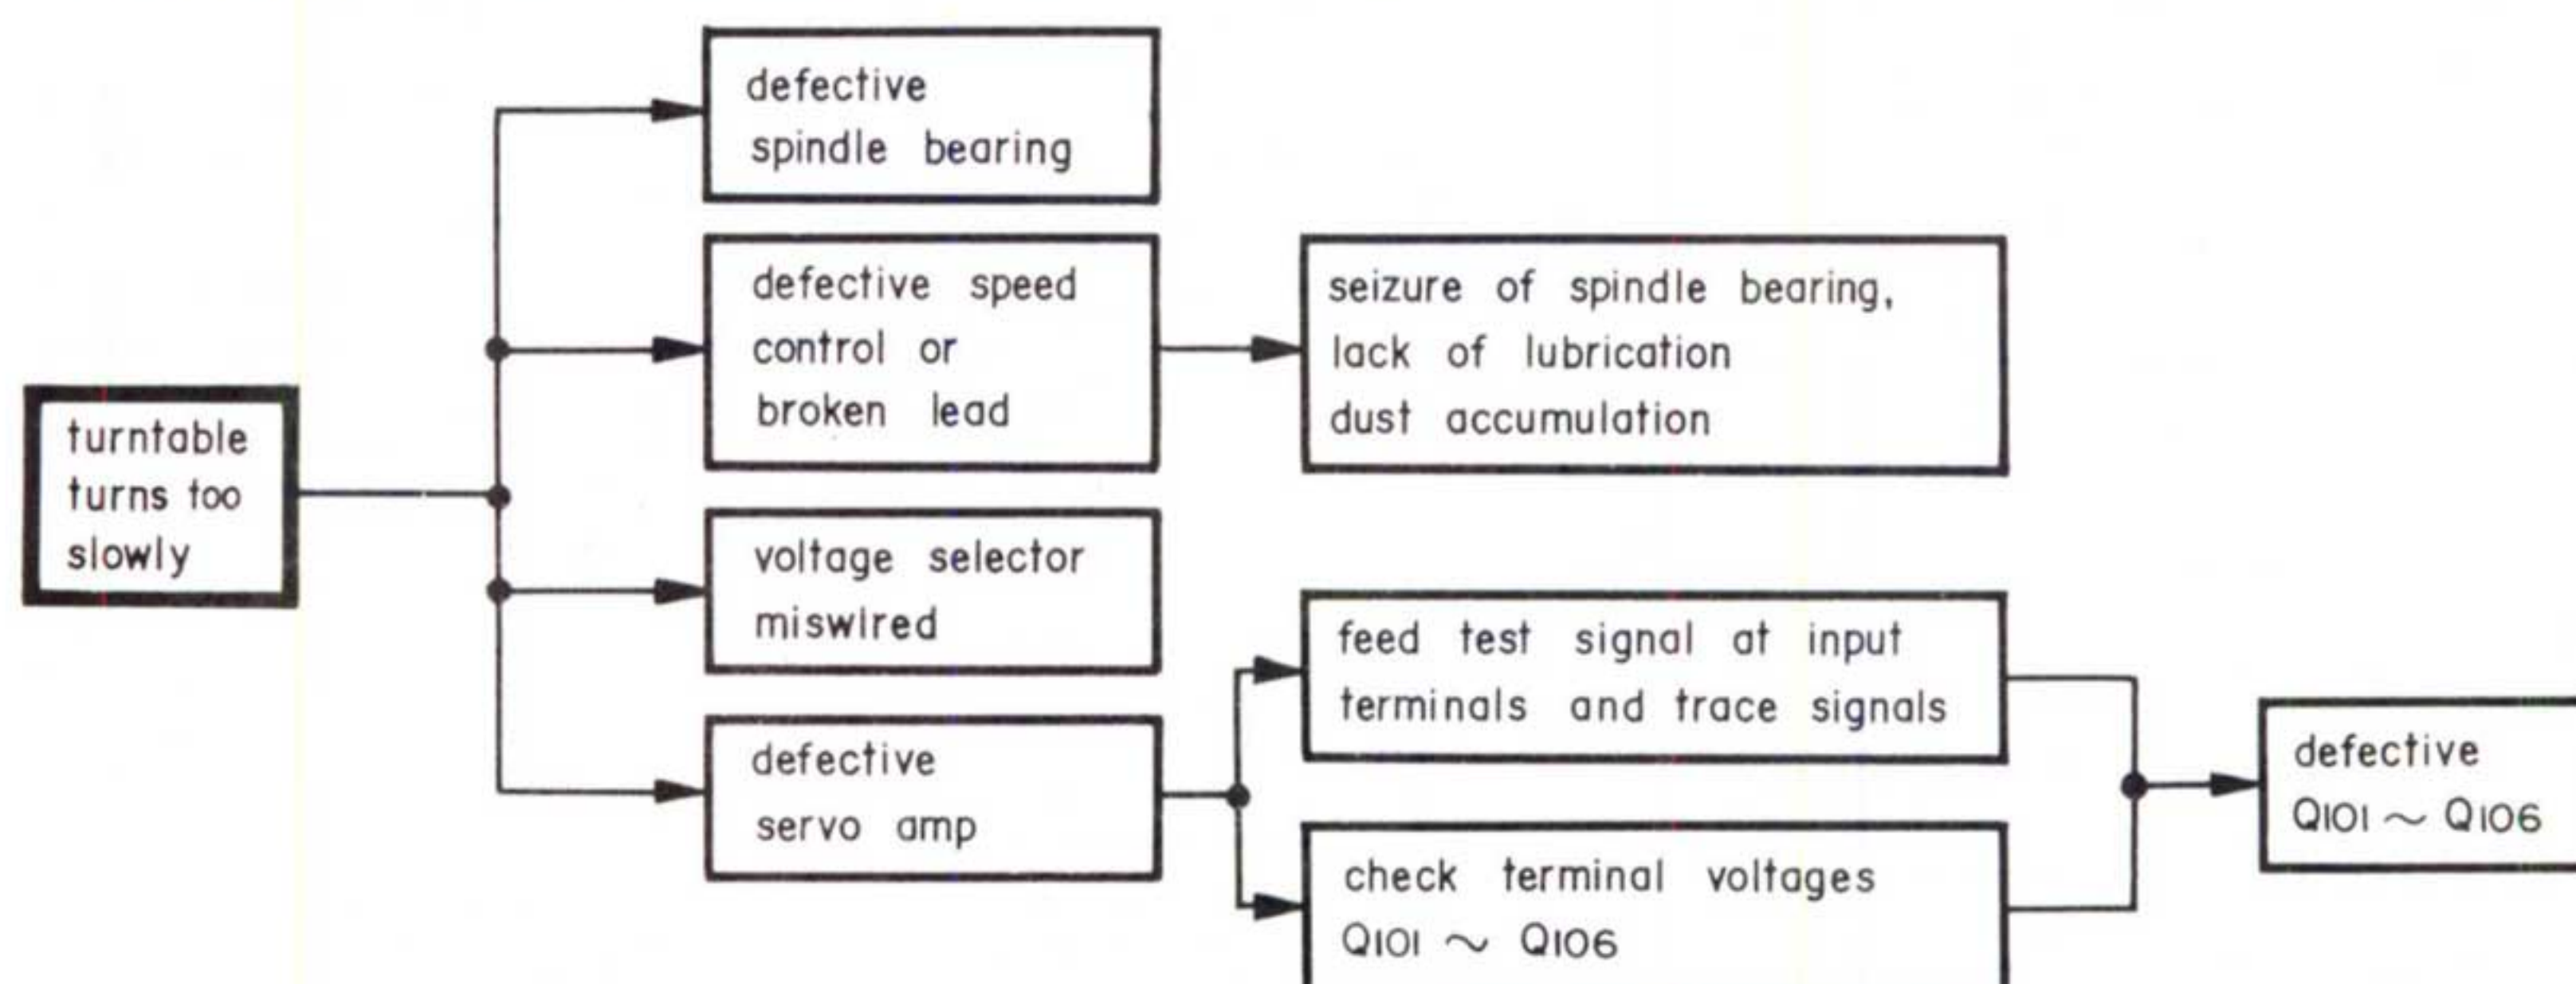 turntable
turns too
slowly
defective
spindle bearing
defective speed
control or
broken lead
seizure of spindle bearing,
lack of lubrication
dust accumulation
voltage selector
miswired
defective
servo amp
feed test signal at input
terminals and trace signals
check terminal voltages
Q101 ~ Q106
defective
Q101 ~ Q106